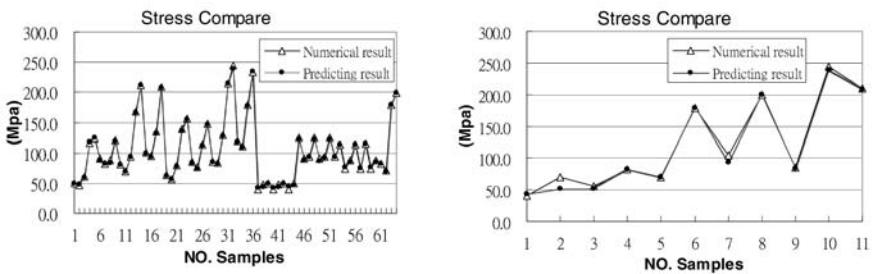 Stress Compare
300.0
250.0
200.0
150.0
100.0
50.0
0.0
(Mpa)
Numerical result
Predicting result
1 6 11 16 21 26 31 36 41 46 51 56 61
NO. Samples
Stress Compare
300.0
250.0
200.0
150.0
100.0
50.0
0.0
(Mpa)
Numerical result
Predicting result
1 2 3 4 5 6 7 8 9 10 11
NO. Samples